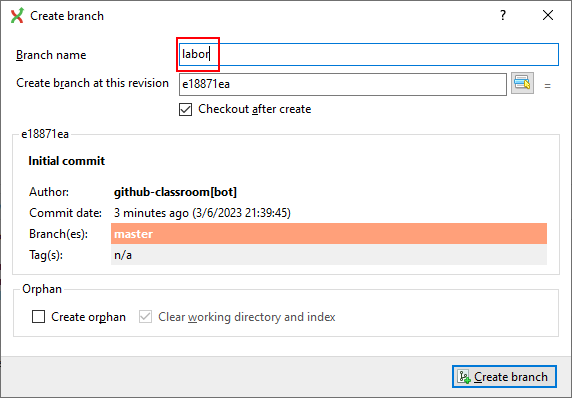 Create branch
?
Branch name
labor
Create branch at this revision
e18871ea
=
Checkout after create
e18871ea
Initial commit
Author: github-classroom[bot]
Commit date: 3 minutes ago (3/6/2023 21:39:45)
Branch(es): master
Tag(s): n/a
Orphan
Create orphan
Clear working directory and index
Create branch